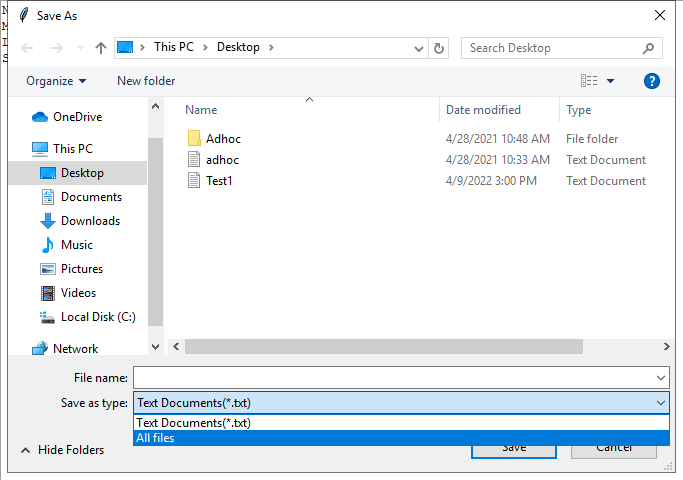 Save As
This PC
Desktop
Search Desktop
Organize
New folder
?
Name
Date modified
Type
OneDrive
This PC
Desktop
Documents
Downloads
Music
Pictures
Videos
Local Disk (C:)
Network
Adhoc 4/28/2021 10:48 AM File folder
adhoc 4/28/2021 10:33 AM Text Document
Test1 4/9/2022 3:00 PM Text Document
File name:
Save as type: Text Documents(*.txt)
Text Documents(*.txt)
All files
Hide Folders
Save
Cancel